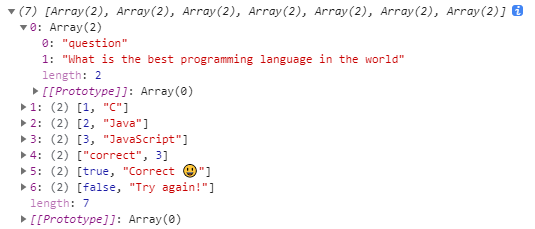 ▼ (7) [Array(2), Array(2), Array(2), Array(2), Array(2), Array(2), Array(2)] i
▼ 0: Array(2)
0: "question"
1: "What is the best programming language in the world"
length: 2
▶ [[Prototype]]: Array(0)
▶ 1: (2) [1, "C"]
▶ 2: (2) [2, "Java"]
▶ 3: (2) [3, "JavaScript"]
▶ 4: (2) ["correct", 3]
▶ 5: (2) [true, "Correct 😃"]
▶ 6: (2) [false, "Try again!"]
length: 7
▶ [[Prototype]]: Array(0)